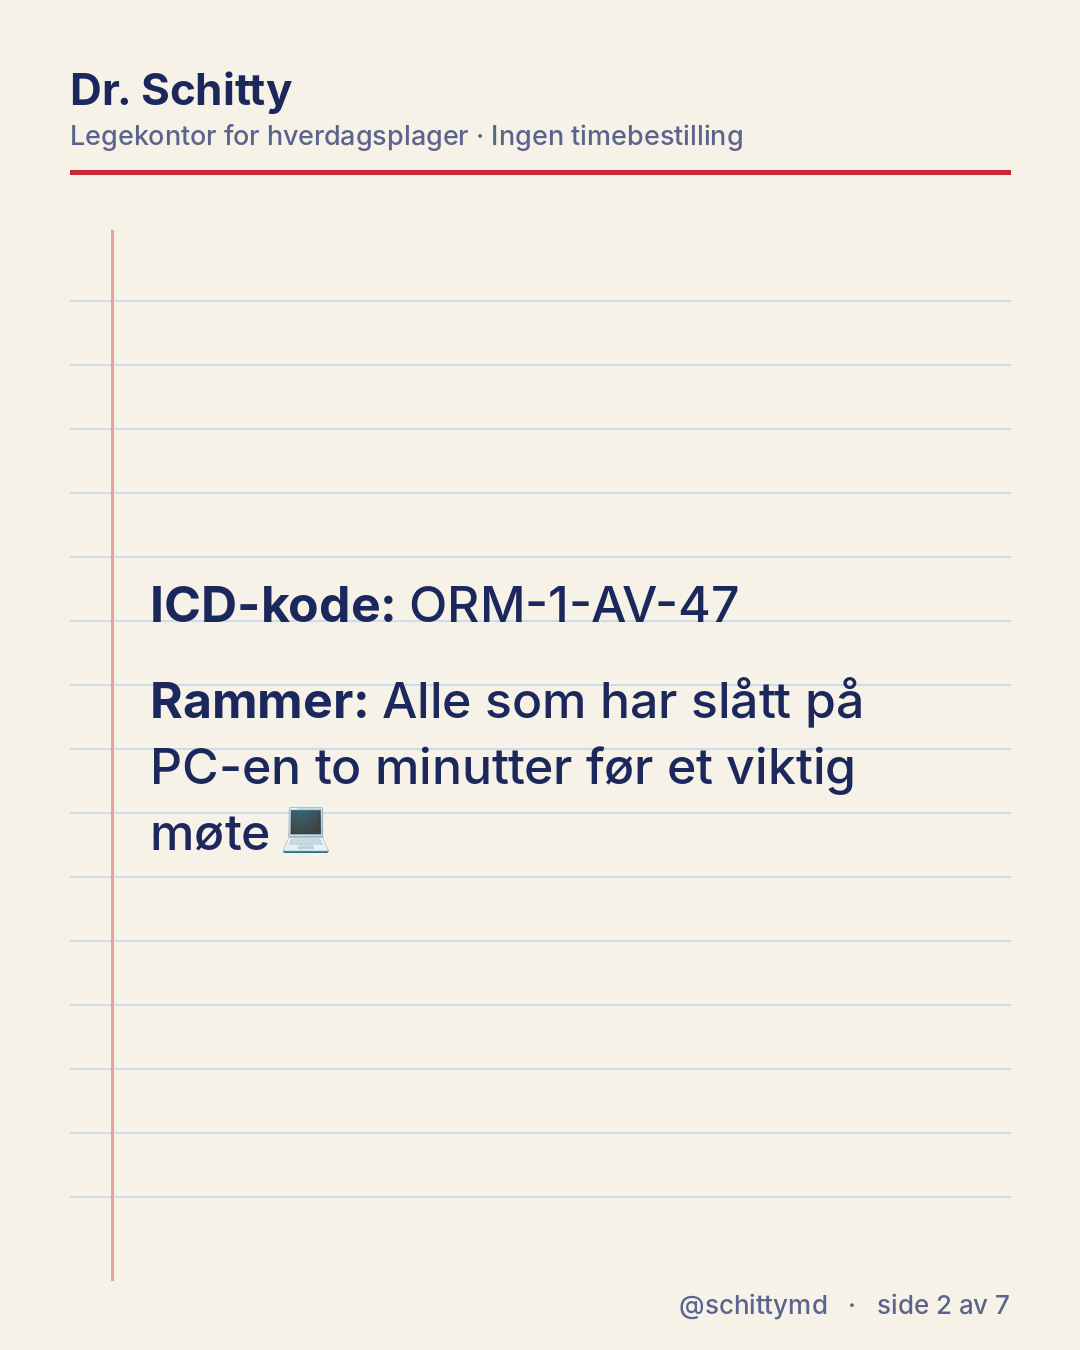 Dr. Schitty
Legekontor for hverdagsplager · Ingen timebestilling
ICD-kode: ORM-1-AV-47
Rammer: Alle som har slått på
PC-en to minutter før et viktig
møte 💻
@schittymd · side 2 av 7